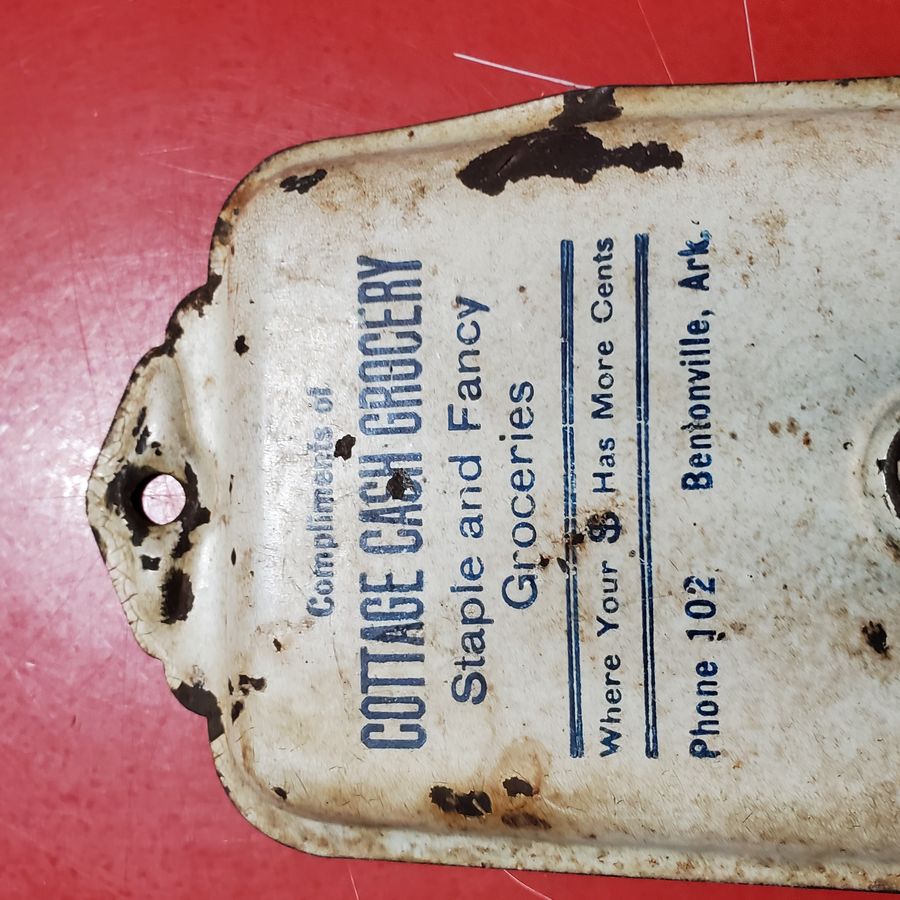 Compliments of
COTTAGE CASH GROCERY
Staple and Fancy
Groceries
Where Your $ Has More Cents
Phone 102 Bentonville, Ark.